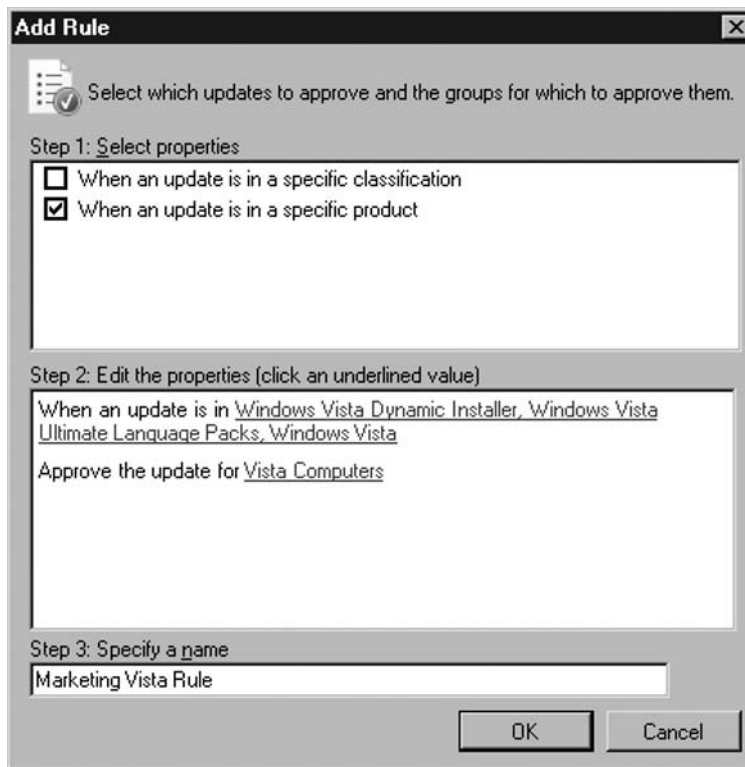 Add Rule
Select which updates to approve and the groups for which to approve them.
Step 1: Select properties
When an update is in a specific classification
When an update is in a specific product
Step 2: Edit the properties (click an underlined value)
When an update is in Windows Vista Dynamic Installer, Windows Vista
Ultimate Language Packs, Windows Vista
Approve the update for Vista Computers
Step 3: Specify a name
Marketing Vista Rule
OK
Cancel